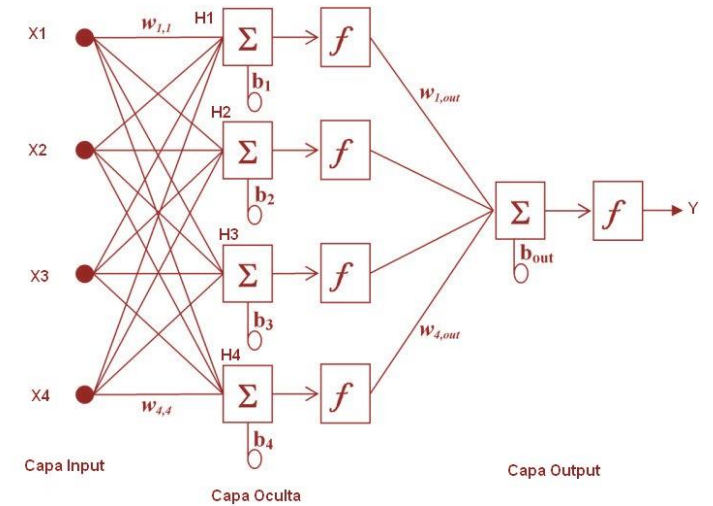 X1
w1,1
H1
Σ
f
b1
w1,out
X2
H2
Σ
f
b2
Σ
f
Y
bout
X3
H3
Σ
f
b3
w4,out
X4
w4,4
H4
Σ
f
b4
Capa Input
Capa Oculta
Capa Output